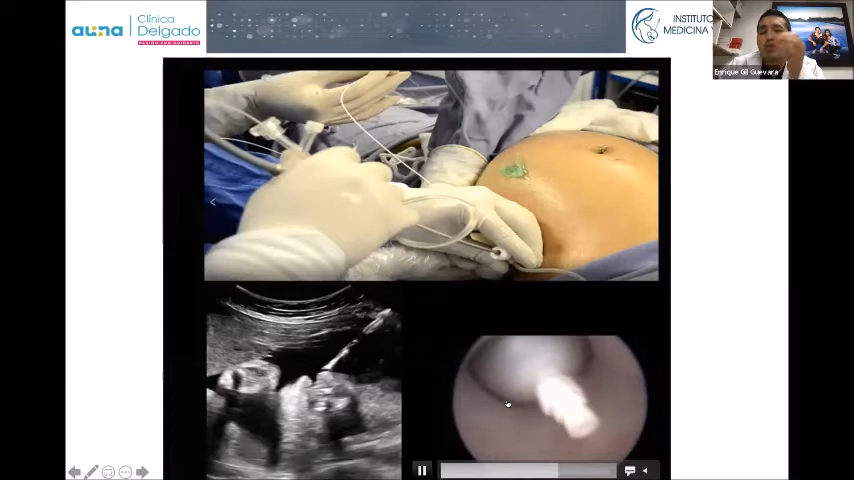 auna
Clínica
Delgado
PASIÓN POR CUIDARTE
INSTITUTO
MEDICINA
Enrique Gil Guevara